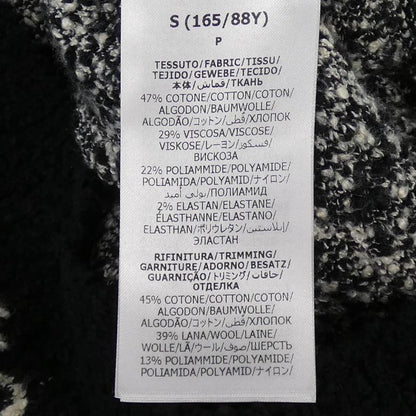 S (165/88Y)
P
TESSUTO/FABRIC/TISSU/
TEJIDO/GEWEBE/TECIDO/
本体/قماش/ТКАНЬ
47% COTONE/COTTON/COTON/
ALGODON/BAUMWOLLE/
ALGODÃO/コットン/قطن/ХЛОПОК
29% VISCOSA/VISCOSE/
VISKOSE/レーヨン/فسكوز/
ВИСКОЗА
22% POLIAMMIDE/POLYAMIDE/
POLIAMIDA/POLYAMID/ナイロン/
بولي أميد/ПОЛИАМИД
2% ELASTAN/ELASTANE/
ÉLASTHANNE/ELASTANO/
ELASTHAN/ポリウレタン/إيلاستين/
ЭЛАСТАН
RIFINITURA/TRIMMING/
GARNITURE/ADORNO/BESATZ/
GUARNIÇÃO/トリミング/حافات/
ОТДЕЛКА
45% COTONE/COTTON/COTON/
ALGODON/BAUMWOLLE/
ALGODÃO/コットン/قطن/ХЛОПОК
39% LANA/WOOL/LAINE/
WOLLE/LÃ/ウール/صوف/ШЕРСТЬ
13% POLIAMMIDE/POLYAMIDE/
POLIAMIDA/POLYAMID/ナイロン/